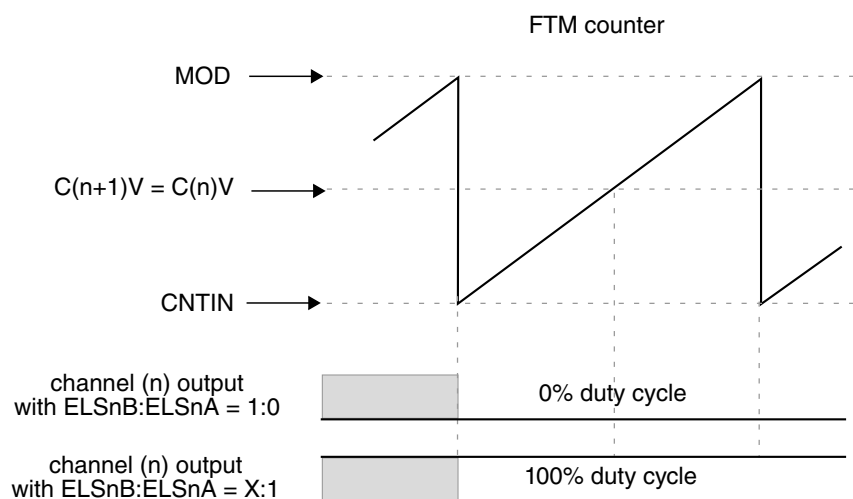 FTM counter
MOD
C(n+1)V = C(n)V
CNTIN
channel (n) output
with ELSnB:ELSnA = 1:0
0% duty cycle
channel (n) output
with ELSnB:ELSnA = X:1
100% duty cycle